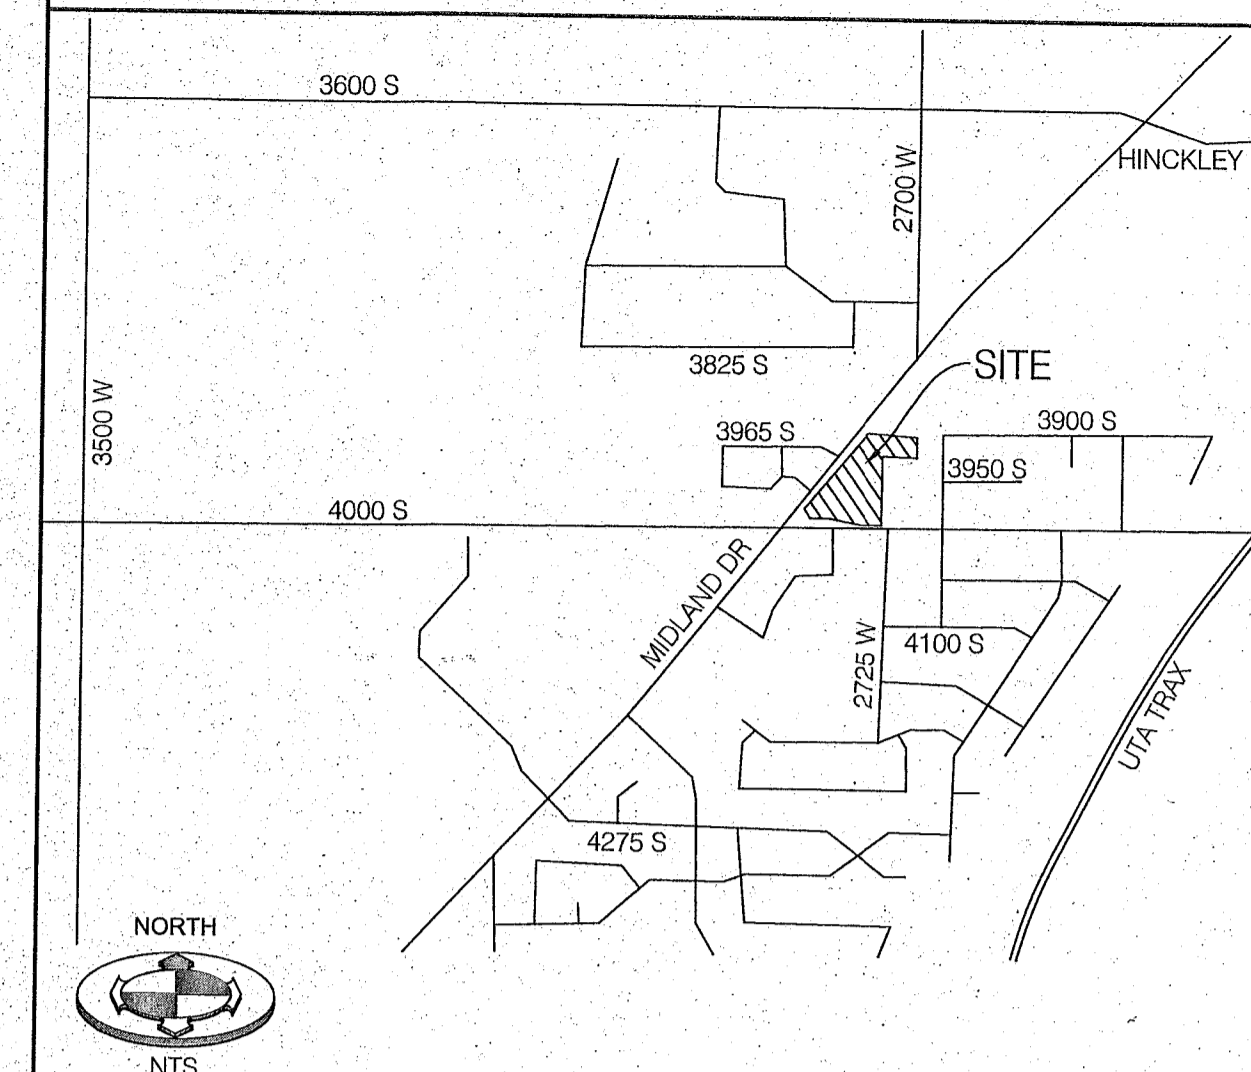 3600 S
HINCKLEY
2700 W
3825 S
SITE
3500 W
3965 S
3900 S
3950 S
4000 S
MIDLAND DR
2725 W
4100 S
UTA TRAX
4275 S
NORTH
NTS